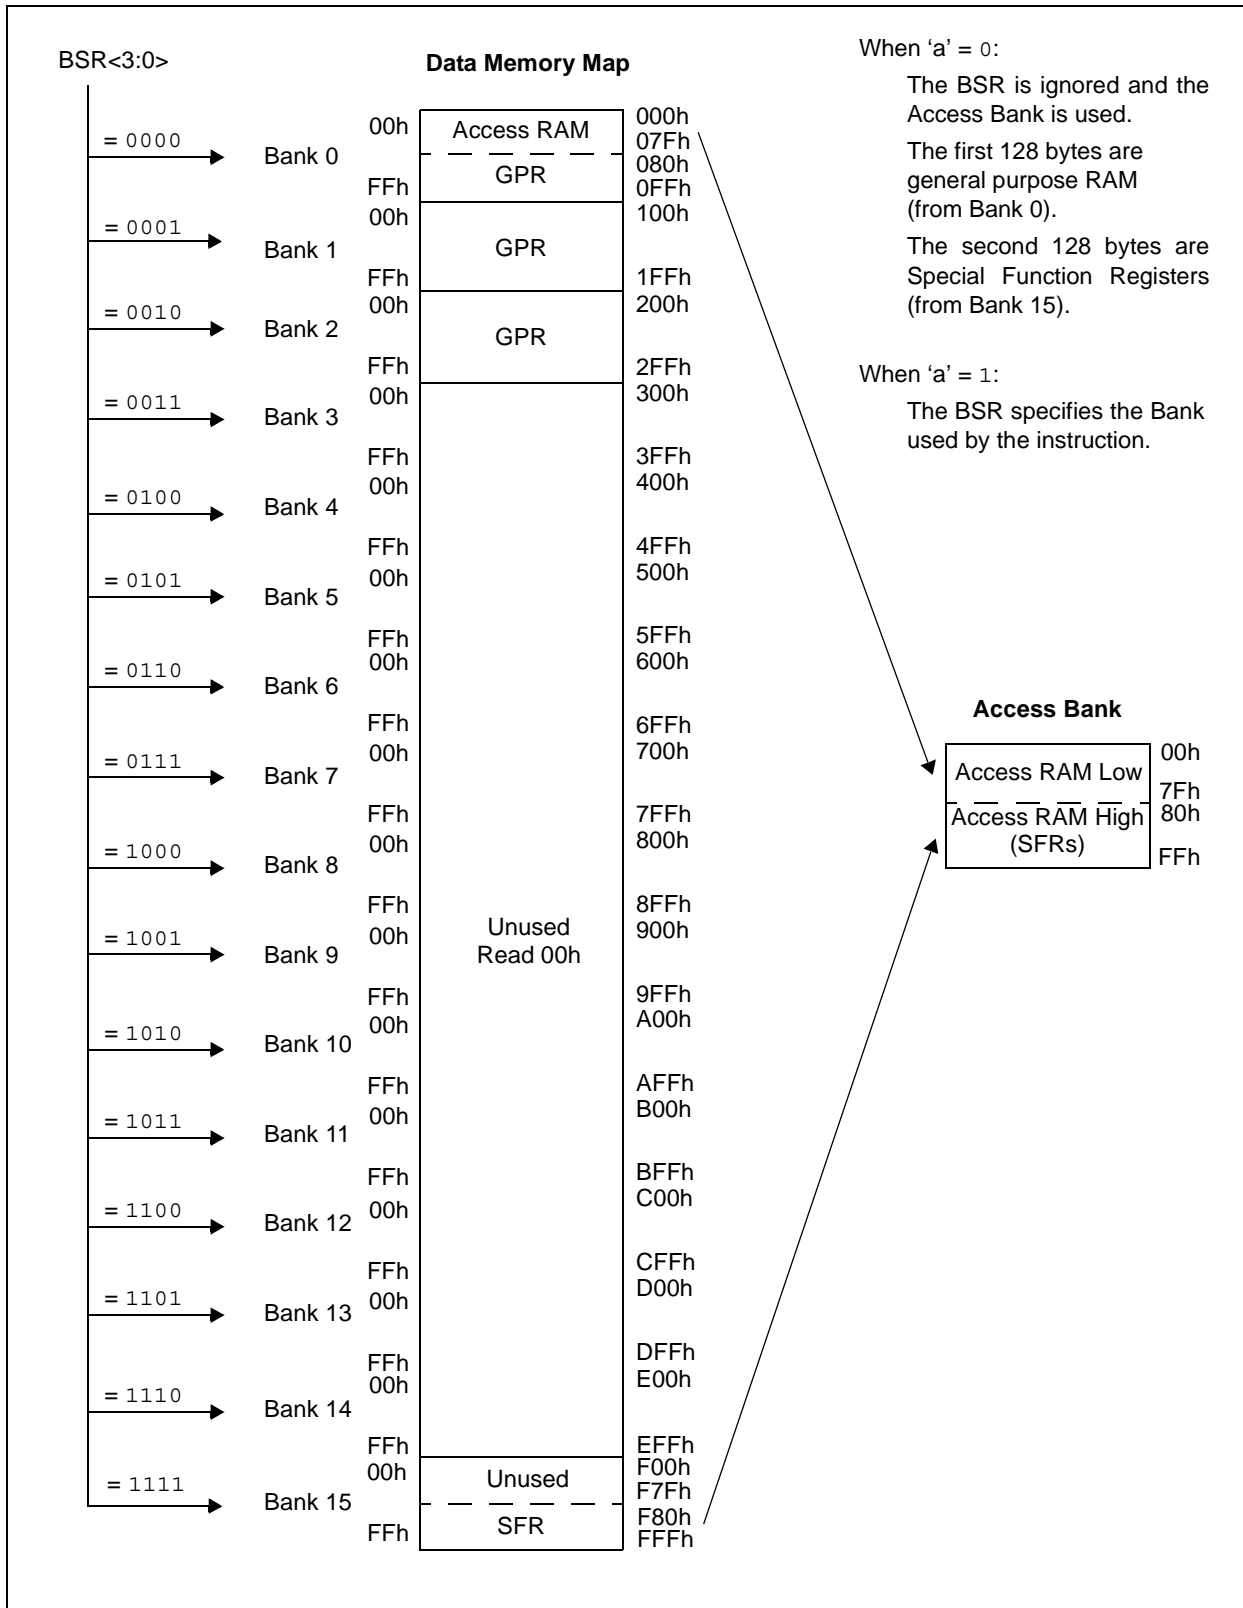 BSR<3:0>
Data Memory Map
= 0000
Bank 0
00h
Access RAM
000h
07Fh
080h
GPR
FFh
0FFh
= 0001
Bank 1
00h
100h
GPR
FFh
1FFh
= 0010
Bank 2
00h
200h
GPR
FFh
2FFh
= 0011
Bank 3
00h
300h
FFh
3FFh
= 0100
Bank 4
00h
400h
FFh
4FFh
= 0101
Bank 5
00h
500h
FFh
5FFh
= 0110
Bank 6
00h
600h
FFh
6FFh
= 0111
Bank 7
00h
700h
FFh
7FFh
= 1000
Bank 8
00h
800h
FFh
8FFh
= 1001
Bank 9
00h
900h
Unused
Read 00h
FFh
9FFh
= 1010
Bank 10
00h
A00h
FFh
AFFh
= 1011
Bank 11
00h
B00h
FFh
BFFh
= 1100
Bank 12
00h
C00h
FFh
CFFh
= 1101
Bank 13
00h
D00h
FFh
DFFh
= 1110
Bank 14
00h
E00h
FFh
EFFh
= 1111
Bank 15
00h
F00h
Unused
F7Fh
F80h
SFR
FFh
FFFh
When ‘a’ = 0:
The BSR is ignored and the
Access Bank is used.
The first 128 bytes are
general purpose RAM
(from Bank 0).
The second 128 bytes are
Special Function Registers
(from Bank 15).
When ‘a’ = 1:
The BSR specifies the Bank
used by the instruction.
Access Bank
00h
Access RAM Low
7Fh
80h
Access RAM High
(SFRs)
FFh